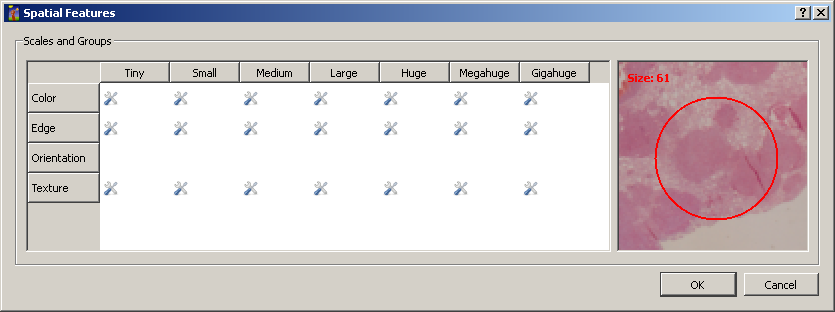 Spatial Features
Scales and Groups
Tiny Small Medium Large Huge Megahuge Gigahuge
Color
Edge
Orientation
Texture
Size: 61
OK Cancel